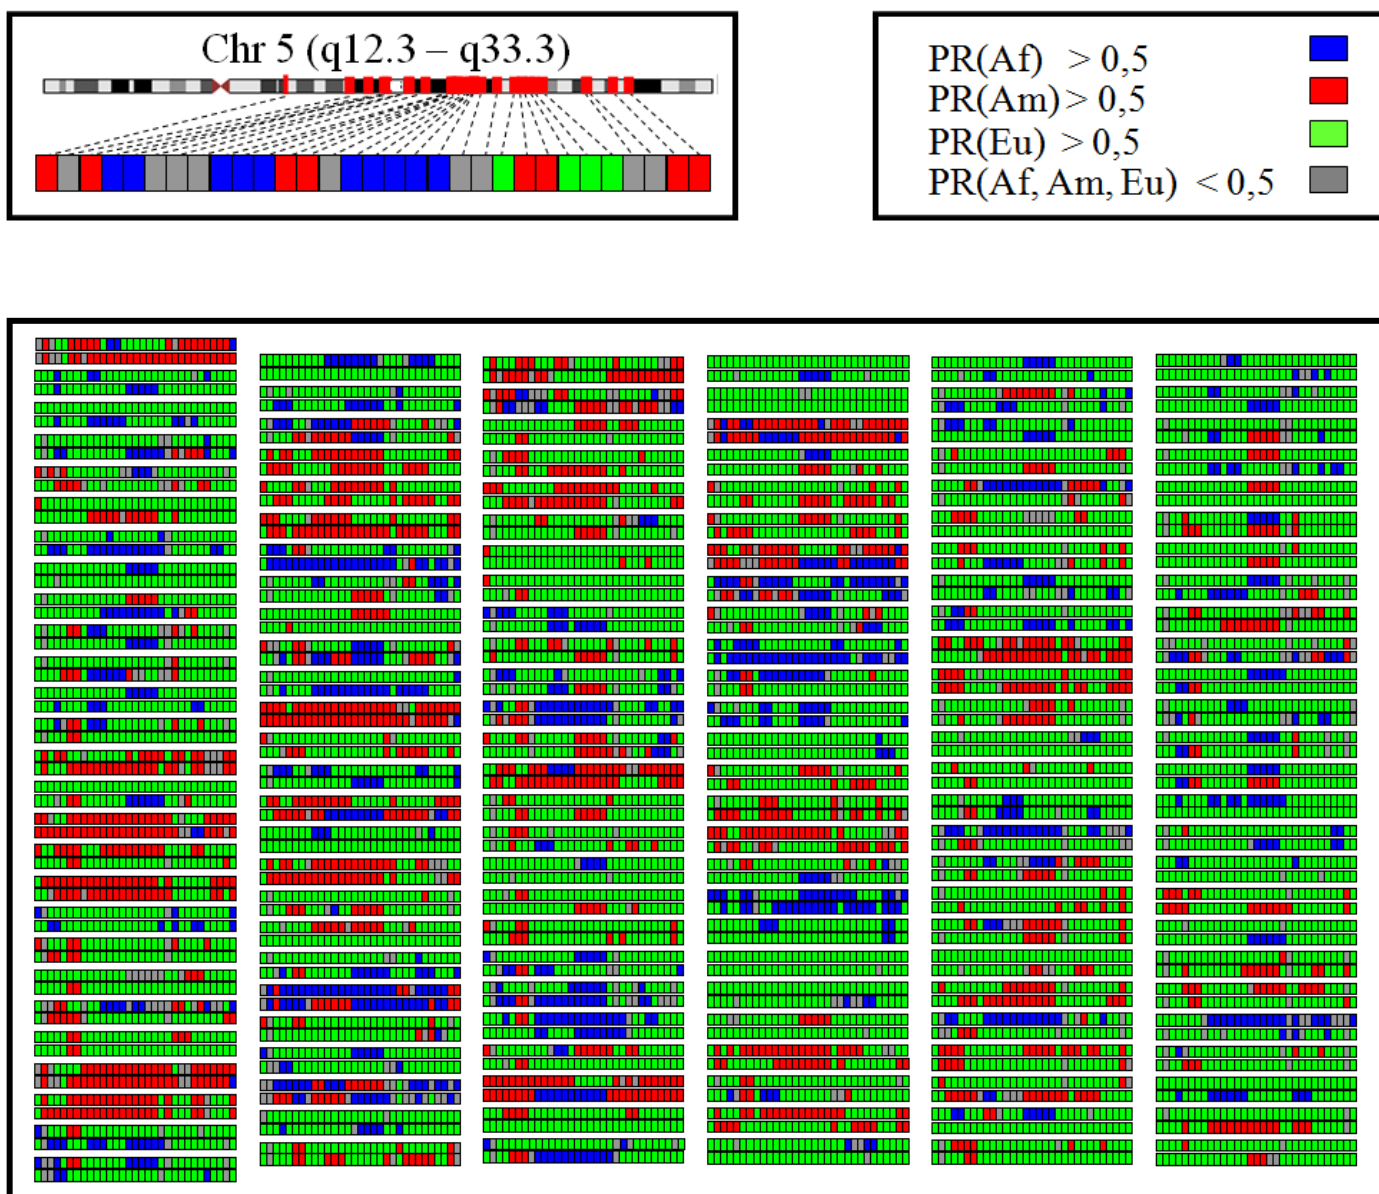 Chr 5 (q12.3 – q33.3)
PR(Af) > 0,5
PR(Am) > 0,5
PR(Eu) > 0,5
PR(Af, Am, Eu) < 0,5